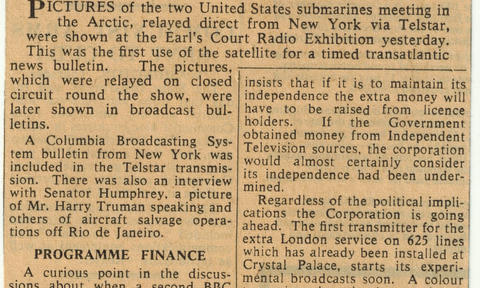 PICTURES of the two United States submarines meeting in
the Arctic, relayed direct from New York via Telstar,
were shown at the Earl's Court Radio Exhibition yesterday.
This was the first use of the satellite for a timed transatlantic
news bulletin. The pictures,
which were relayed on closed
circuit round the show, were
later shown in broadcast bul-
letins.
A Columbia Broadcasting Sys-
tem bulletin from New York was
included in the Telstar transmis-
sion. There was also an interview
with Senator Humphrey, a picture
of Mr. Harry Truman speaking and
others of aircraft salvage opera-
tions off Rio de Janeiro.
PROGRAMME FINANCE
A curious point in the discus-
sions about when a second BBC
insists that if it is to maintain its
independence the extra money will
have to be raised from licence
holders. If the Government
obtained money from Independent
Television sources, the corporation
would almost certainly consider
its independence had been under-
mined.
Regardless of the political impli-
cations the Corporation is going
ahead. The first transmitter for the
extra London service on 625 lines
which has already been installed at
Crystal Palace, starts its experi-
mental broadcasts soon. A colour